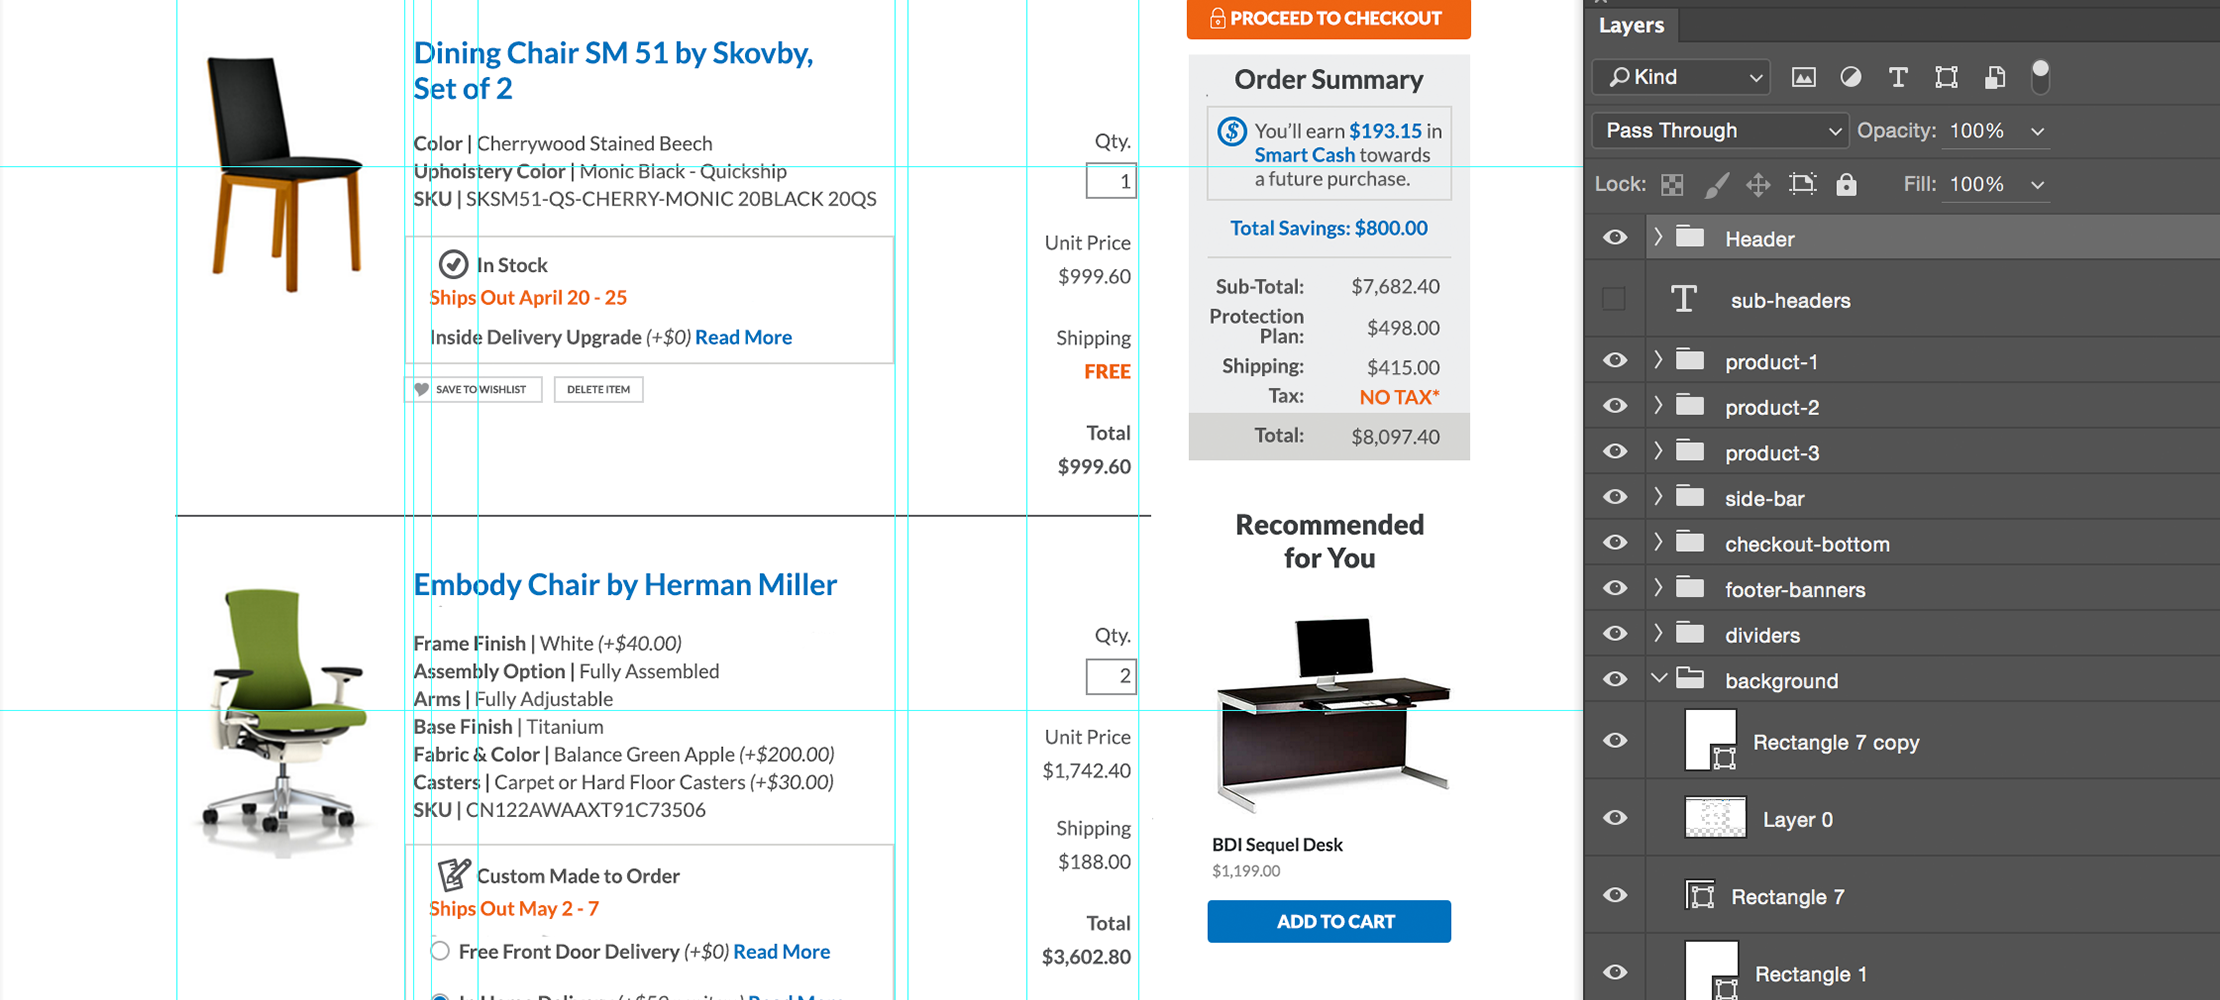 Dining Chair SM 51 by Skovby,
Set of 2
Color | Cherrywood Stained Beech
Upholstery Color | Monic Black - Quickship
SKU | SKSM51-QS-CHERRY-MONIC 20BLACK 20QS
In Stock
Ships Out April 20 - 25
Inside Delivery Upgrade (+$0) Read More
SAVE TO WISHLIST
DELETE ITEM
Qty.
1
Unit Price
$999.60
Shipping
FREE
Total
$999.60
Embody Chair by Herman Miller
Frame Finish | White (+$40.00)
Assembly Option | Fully Assembled
Arms | Fully Adjustable
Base Finish | Titanium
Fabric & Color | Balance Green Apple (+$200.00)
Casters | Carpet or Hard Floor Casters (+$30.00)
SKU | CN122AWAAXT91C73506
Custom Made to Order
Ships Out May 2 - 7
Free Front Door Delivery (+$0) Read More
Qty.
2
Unit Price
$1,742.40
Shipping
$188.00
Total
$3,602.80
PROCEED TO CHECKOUT
Order Summary
$ You'll earn $193.15 in
Smart Cash towards
a future purchase.
Total Savings: $800.00
Sub-Total: $7,682.40
Protection
Plan: $498.00
Shipping: $415.00
Tax: NO TAX*
Total: $8,097.40
Recommended
for You
BDI Sequel Desk
$1,199.00
ADD TO CART
Layers
Kind
T
Pass Through
Opacity: 100%
Lock:
Fill: 100%
Header
T sub-headers
product-1
product-2
product-3
side-bar
checkout-bottom
footer-banners
dividers
background
Rectangle 7 copy
Layer 0
Rectangle 7
Rectangle 1